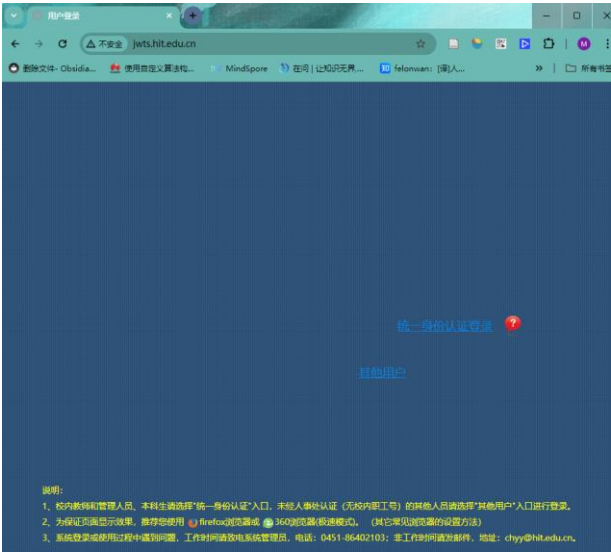 用户登录
不安全 jwts.hit.edu.cn
删除文件- Obsidia... 使用自定义算法构... MindSpore 在问|让知识无界,... felonwan: [译]人... » 所有书签
统一身份认证登录
其他用户
说明:
1、校内教师和管理人员、本科生请选择"统一身份认证"入口,未经人事处认证(无校内职工号)的其他人员请选择"其他用户"入口进行登录。
2、为保证页面显示效果,推荐您使用 firefox浏览器或 360浏览器(极速模式)。 (其它常见浏览器的设置方法)
3、系统登录或使用过程中遇到问题,工作时间请致电系统管理员,电话:0451-86402103;非工作时间请发邮件,地址:chyy@hit.edu.cn。